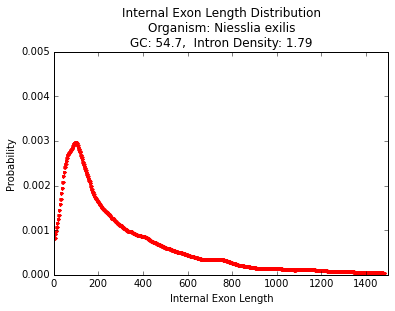 Internal Exon Length Distribution
Organism: Niesslia exilis
GC: 54.7,  Intron Density: 1.79
0.005
0.004
0.003
0.002
0.001
0.000
Probability
0
200
400
600
800
1000
1200
1400
Internal Exon Length